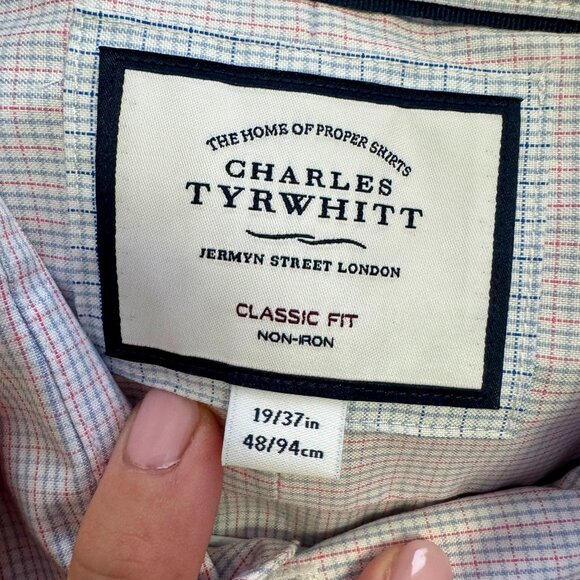 THE HOME OF PROPER SHIRTS
CHARLES
TYRWHITT
JERMYN STREET LONDON
CLASSIC FIT
NON-IRON
19/37in
48/94cm